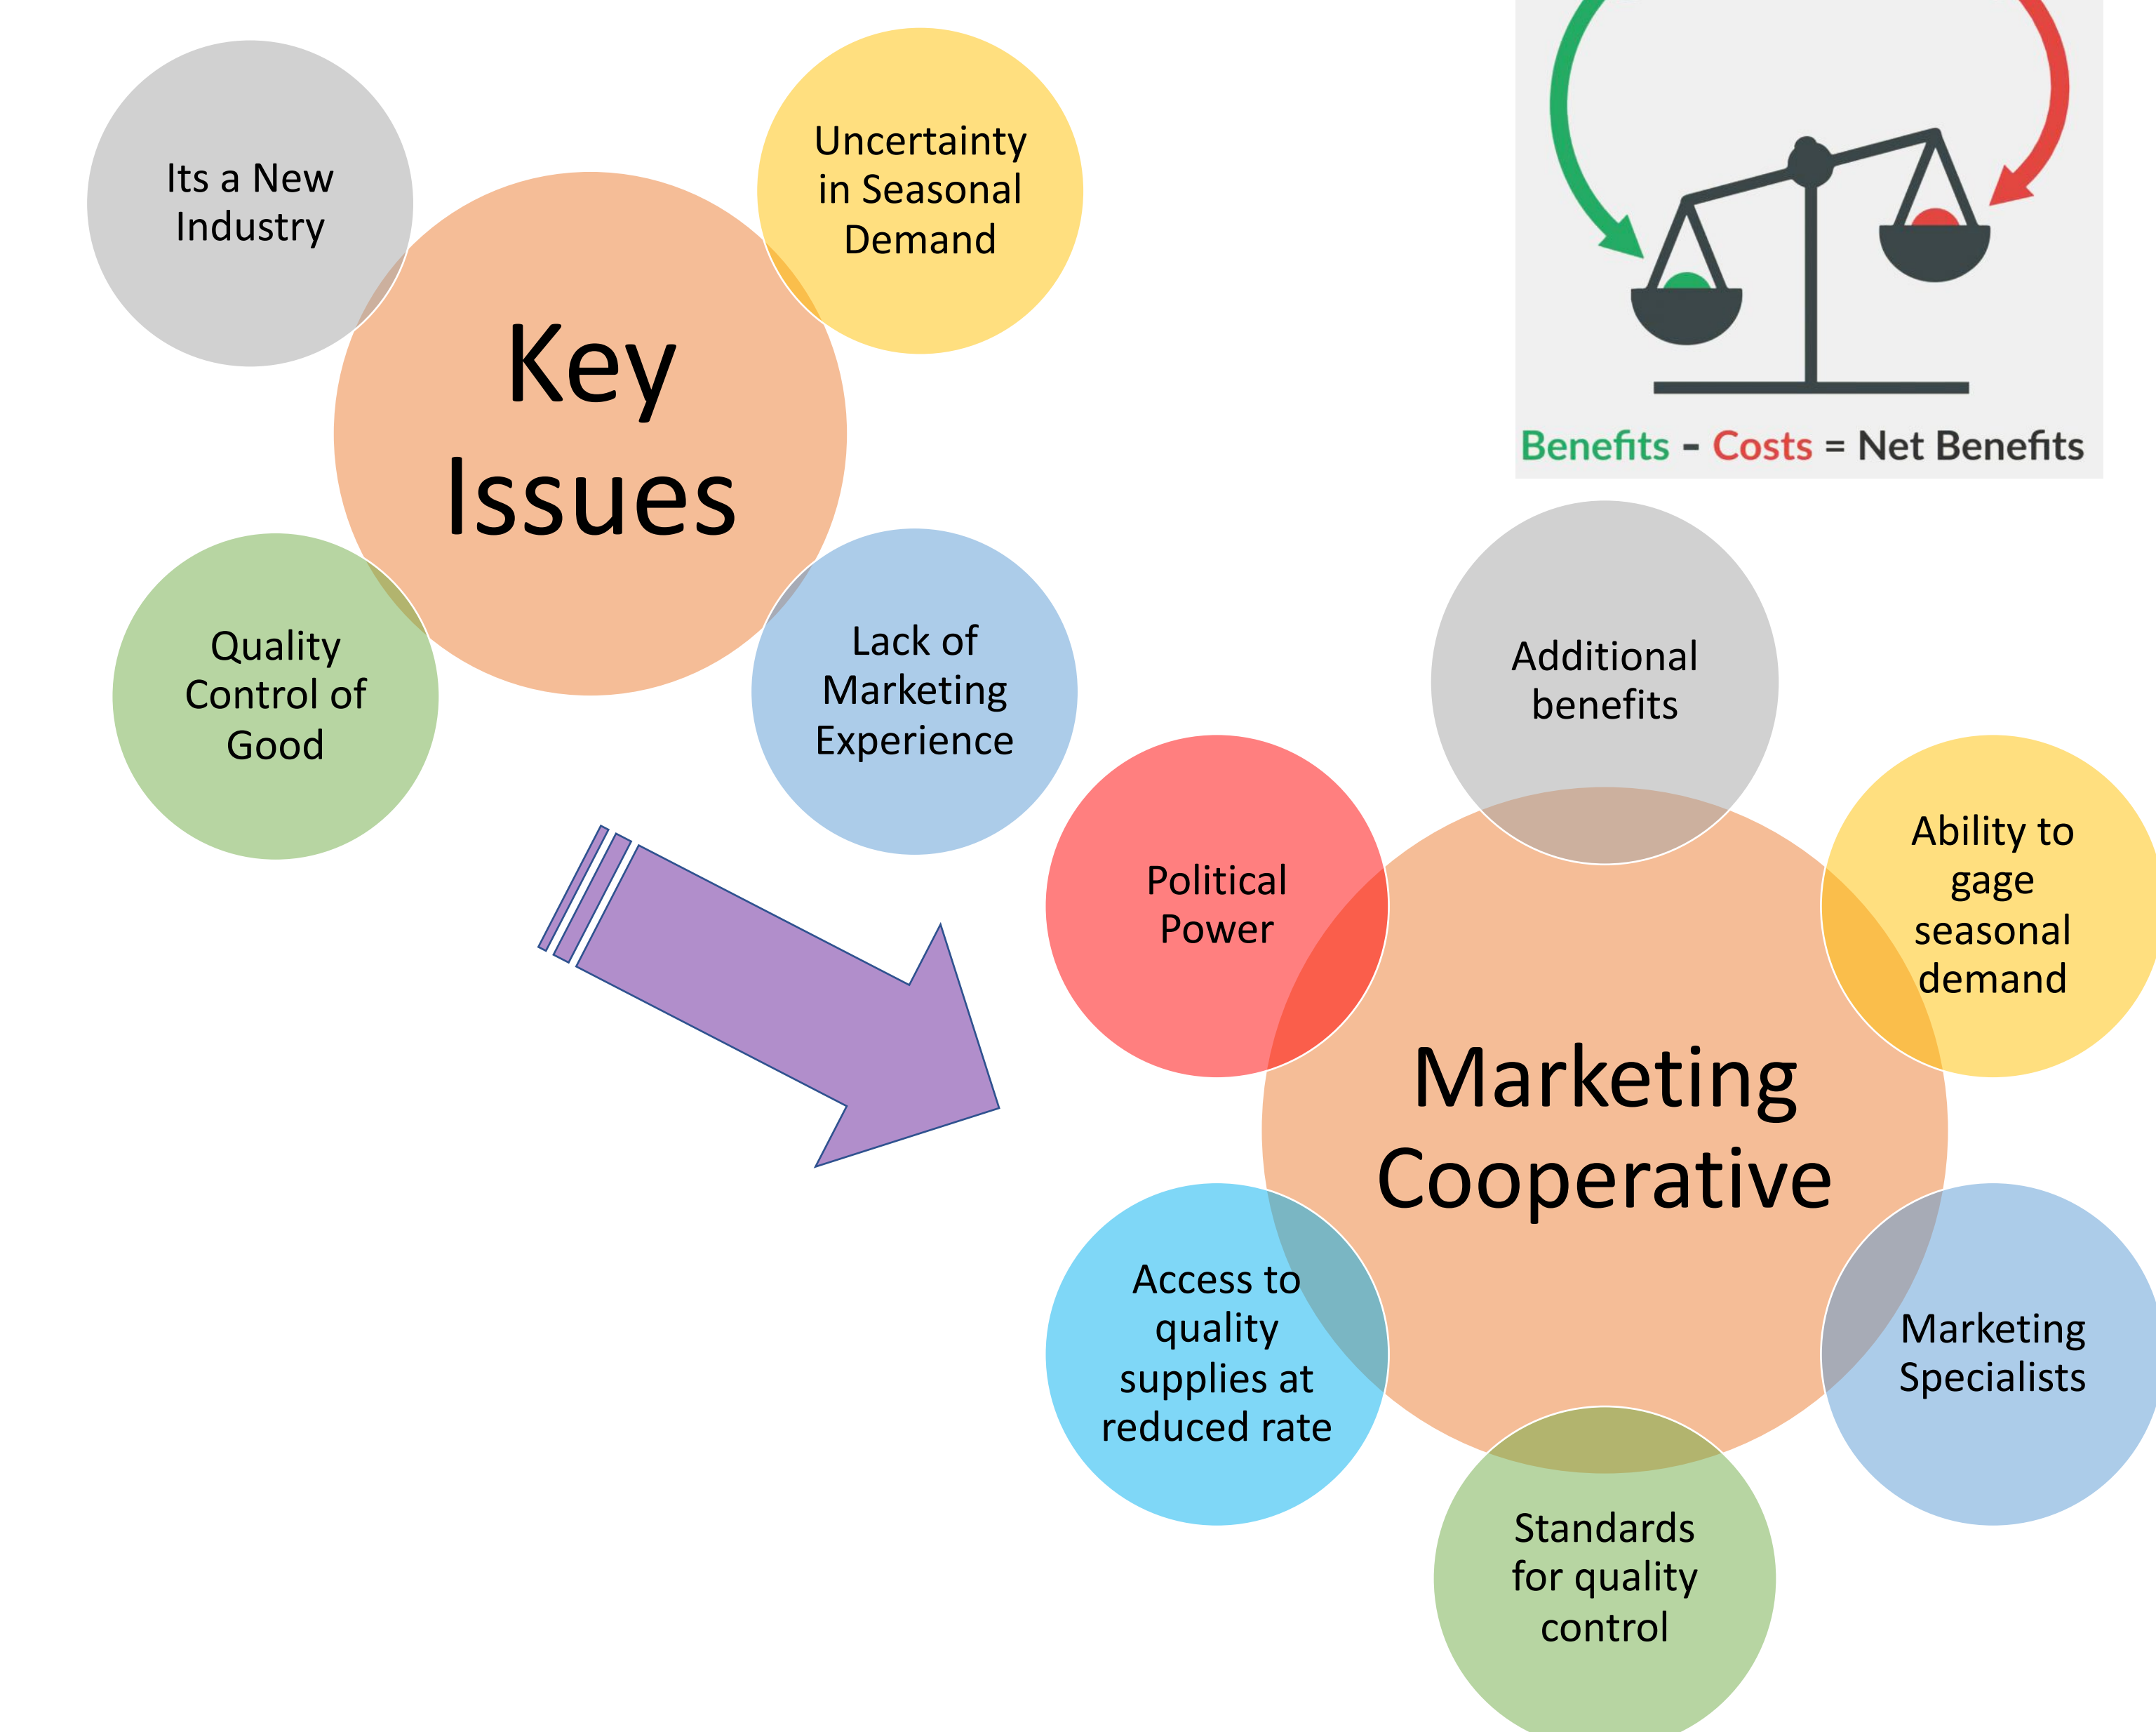 Its a New
Industry
Uncertainty
in Seasonal
Demand
Key
Issues
Quality
Control of
Good
Lack of
Marketing
Experience
Benefits - Costs = Net Benefits
Additional
benefits
Political
Power
Ability to
gage
seasonal
demand
Marketing
Cooperative
Access to
quality
supplies at
reduced rate
Marketing
Specialists
Standards
for quality
control